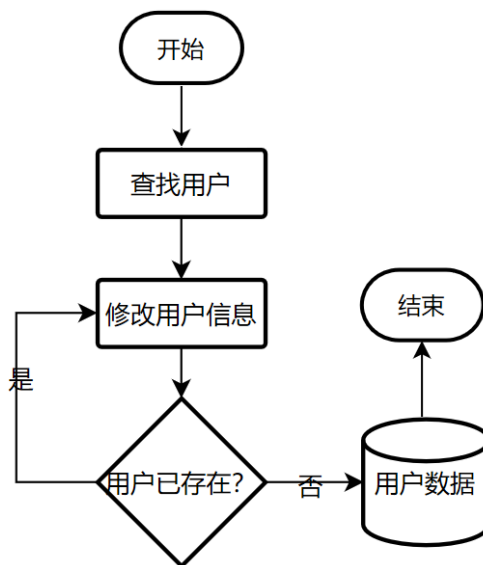 开始
查找用户
修改用户信息
结束
是
用户已存在？
否
用户数据